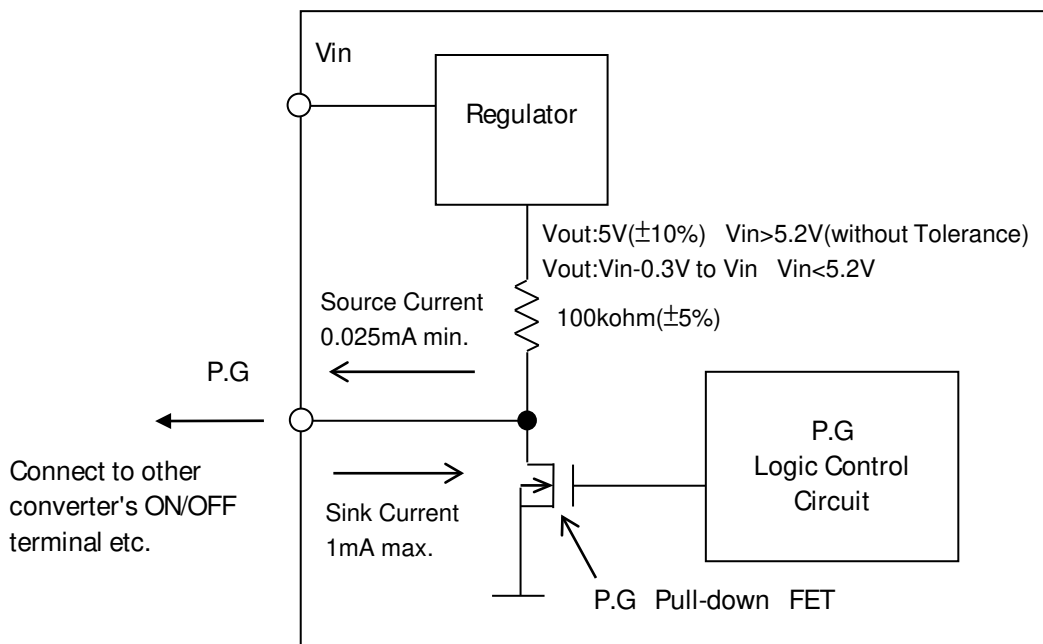 Vin
Regulator
Vout:5V(±10%) Vin>5.2V(without Tolerance)
Vout:Vin-0.3V to Vin Vin<5.2V
Source Current
0.025mA min.
100kohm(±5%)
P.G
P.G
Logic Control
Circuit
Connect to other
converter's ON/OFF
terminal etc.
Sink Current
1mA max.
P.G Pull-down FET